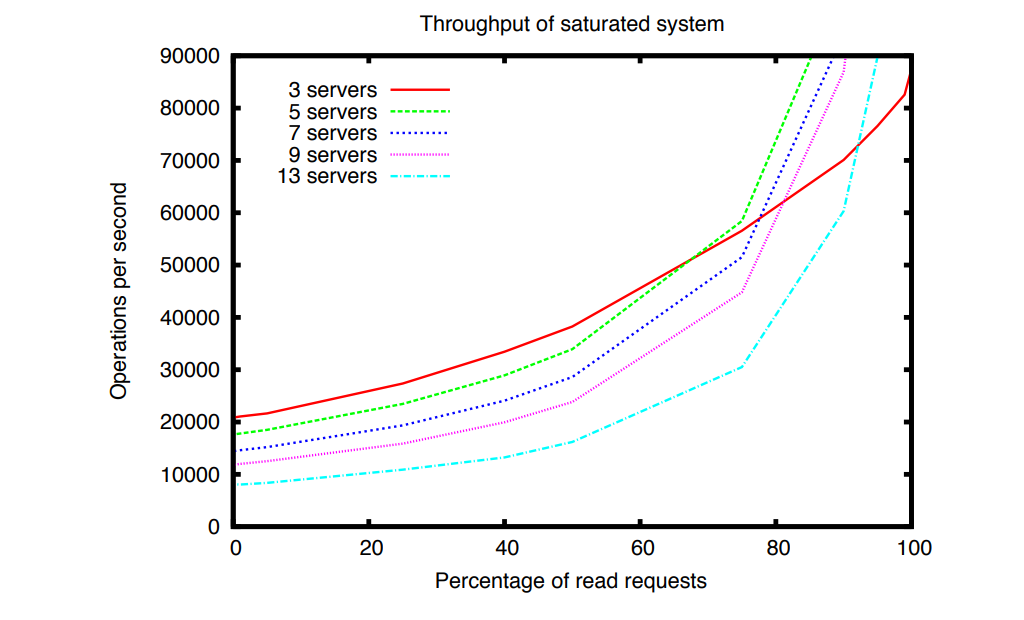 Throughput of saturated system
90000
80000
70000
60000
50000
40000
30000
20000
10000
0
Operations per second
3 servers
5 servers
7 servers
9 servers
13 servers
0 20 40 60 80 100
Percentage of read requests